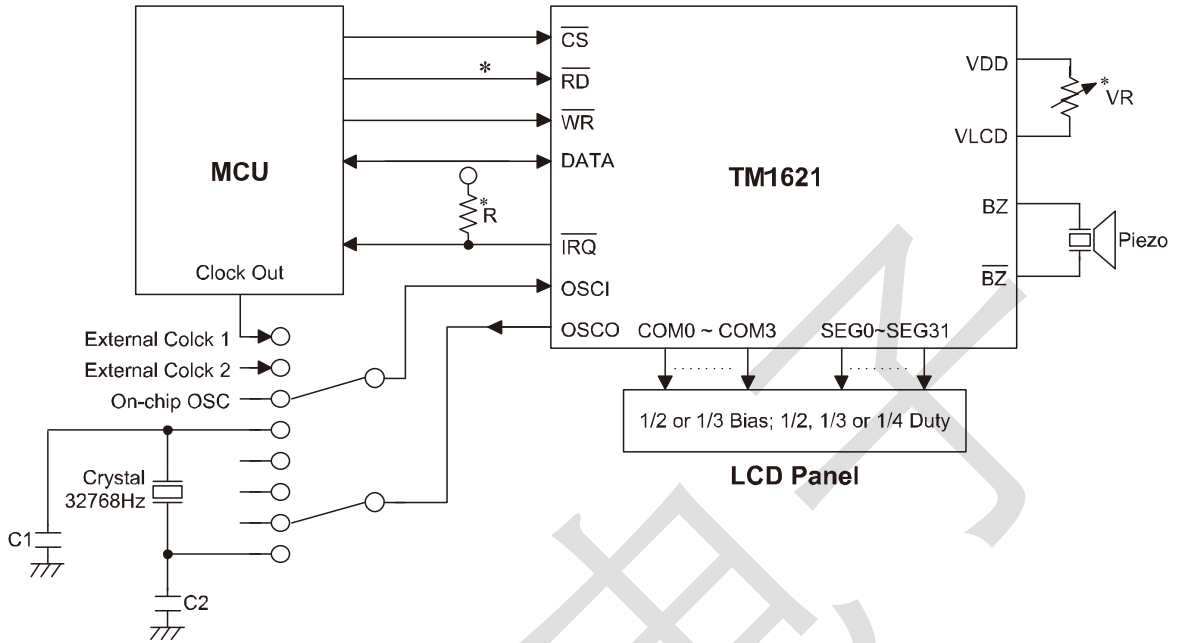 CS
RD
*
WR
DATA
MCU
TM1621
VDD
*
VR
VLCD
*
R
IRQ
BZ
Piezo
BZ
Clock Out
OSCI
OSCO
COM0 ~ COM3
SEG0~SEG31
External Colck 1
External Colck 2
On-chip OSC
1/2 or 1/3 Bias; 1/2, 1/3 or 1/4 Duty
LCD Panel
Crystal
32768Hz
C1
C2
电子